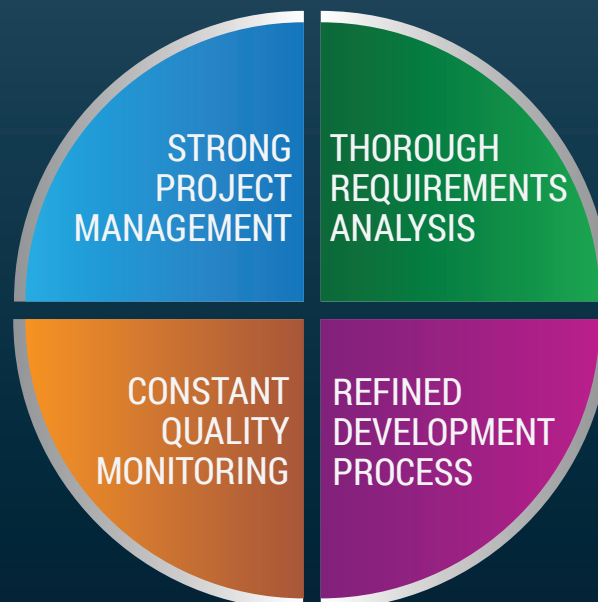 STRONG
PROJECT
MANAGEMENT
THOROUGH
REQUIREMENTS
ANALYSIS
CONSTANT
QUALITY
MONITORING
REFINED
DEVELOPMENT
PROCESS